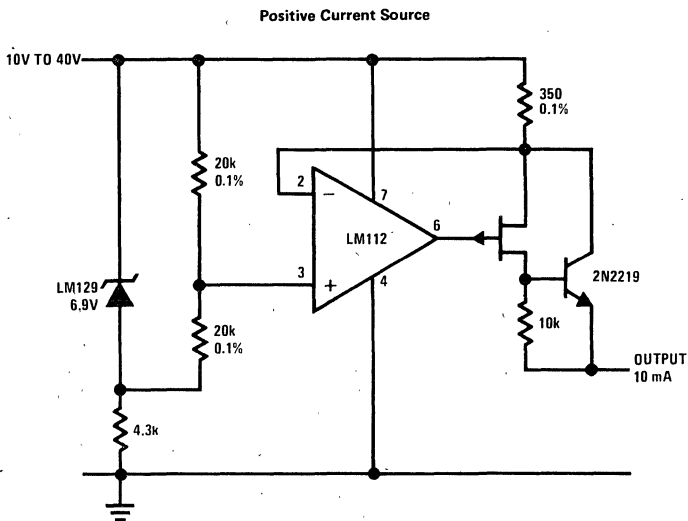 Positive Current Source
10V TO 40V
350
0.1%
20k
0.1%
2
7
LM112
6
3
4
2N2219
LM129
6.9V
20k
0.1%
10k
OUTPUT
10 mA
4.3k